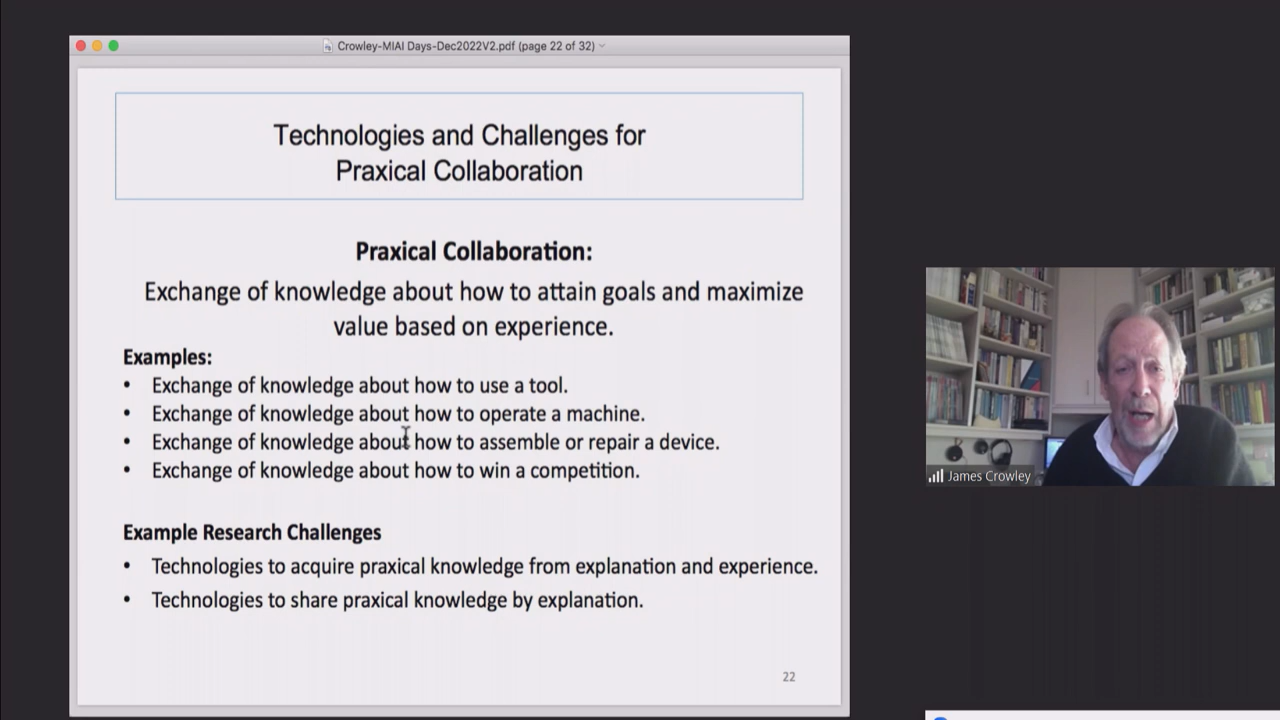 Crowley-MIAI Days-Dec2022V2.pdf (page 22 of 32)
Technologies and Challenges for
Praxical Collaboration
Praxical Collaboration:
Exchange of knowledge about how to attain goals and maximize
value based on experience.
Examples:
• Exchange of knowledge about how to use a tool.
• Exchange of knowledge about how to operate a machine.
• Exchange of knowledge about how to assemble or repair a device.
• Exchange of knowledge about how to win a competition.
Example Research Challenges
• Technologies to acquire praxical knowledge from explanation and experience.
• Technologies to share praxical knowledge by explanation.
22
James Crowley